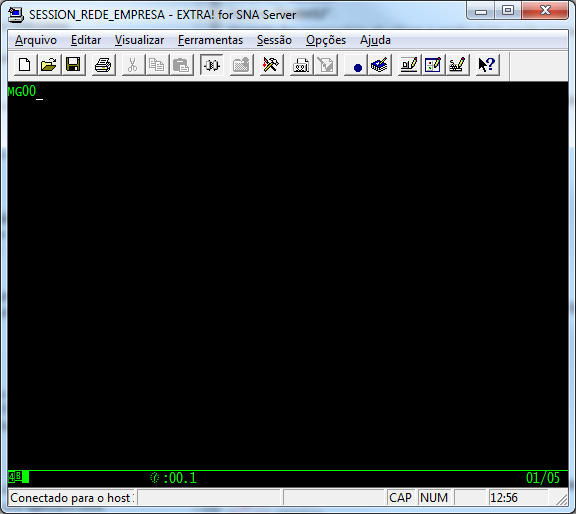 SESSION_REDE_EMPRESA - EXTRA! for SNA Server
Arquivo Editar Visualizar Ferramentas Sessão Opções Ajuda
MG00_
4B :00.1 01/05
Conectado para o host CAP NUM 12:56